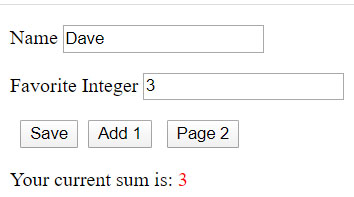 Name Dave
Favorite Integer 3
Save Add 1 Page 2
Your current sum is: 3